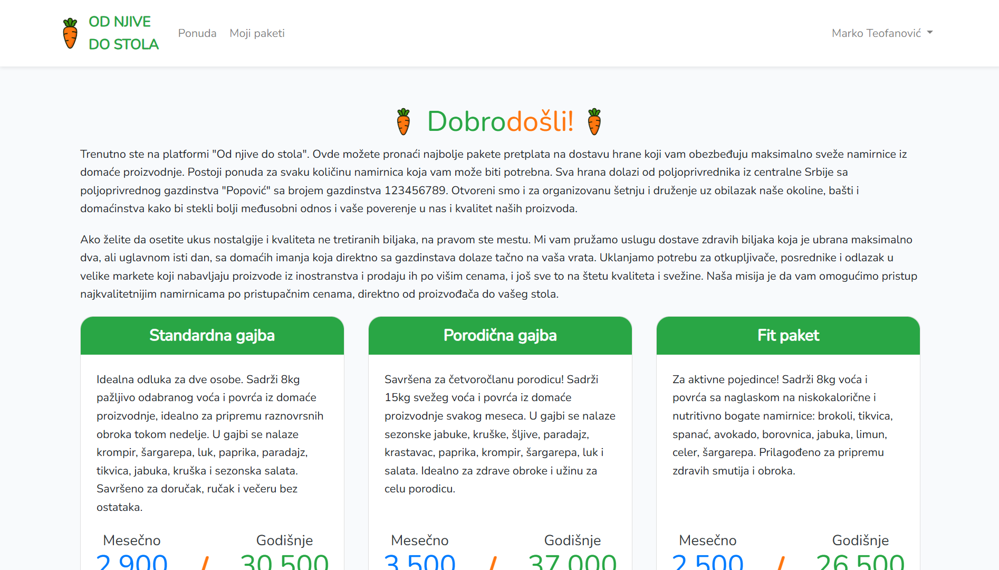 OD NJIVE
DO STOLA
Ponuda
Moji paketi
Marko Teofanović
Dobrodošli!
Trenutno ste na platformi "Od njive do stola". Ovde možete pronaći najbolje pakete pretplata na dostavu hrane koji vam obezbeđuju maksimalno sveže namirnice iz
domaće proizvodnje. Postoji ponuda za svaku količinu namirnica koja vam može biti potrebna. Sva hrana dolazi od poljoprivrednika iz centralne Srbije sa
poljoprivrednog gazdinstva "Popović" sa brojem gazdinstva 123456789. Otvoreni smo i za organizovanu šetnju i druženje uz obilazak naše okoline, bašti i
domaćinstva kako bi stekli bolji međusobni odnos i vaše poverenje u nas i kvalitet naših proizvoda.
Ako želite da osetite ukus nostalgije i kvaliteta ne tretiranih biljaka, na pravom ste mestu. Mi vam pružamo uslugu dostave zdravih biljaka koja je ubrana maksimalno
dva, ali uglavnom isti dan, sa domaćih imanja koja direktno sa gazdinstava dolaze tačno na vaša vrata. Uklanjamo potrebu za otkupljivače, posrednike i odlazak u
velike markete koji nabavljaju proizvode iz inostranstva i prodaju ih po višim cenama, i još sve to na štetu kvaliteta i svežine. Naša misija je da vam omogućimo pristup
najkvalitetnijim namirnicama po pristupačnim cenama, direktno od proizvođača do vašeg stola.
Standardna gajba
Idealna odluka za dve osobe. Sadrži 8kg
pažljivo odabranog voća i povrća iz domaće
proizvodnje, idealno za pripremu raznovrsnih
obroka tokom nedelje. U gajbi se nalaze
krompir, šargarepa, luk, paprika, paradajz,
tikvica, jabuka, kruška i sezonska salata.
Savršeno za doručak, ručak i večeru bez
ostataka.
Mesečno
2.900
/
Godišnje
30.500
Porodična gajba
Savršena za četvoročlanu porodicu! Sadrži
15kg svežeg voća i povrća iz domaće
proizvodnje svakog meseca. U gajbi se nalaze
sezonske jabuke, kruške, šljive, paradajz,
krastavac, paprika, krompir, šargarepa, luk i
salata. Idealno za zdrave obroke i užinu za
celu porodicu.
Mesečno
3.500
/
Godišnje
37.000
Fit paket
Za aktivne pojedince! Sadrži 8kg voća i
povrća sa naglaskom na niskokalorične i
nutritivno bogate namirnice: brokoli, tikvica,
spanać, avokado, borovnica, jabuka, limun,
celer, šargarepa. Prilagođeno za pripremu
zdravih smutija i obroka.
Mesečno
2.500
/
Godišnje
26.500